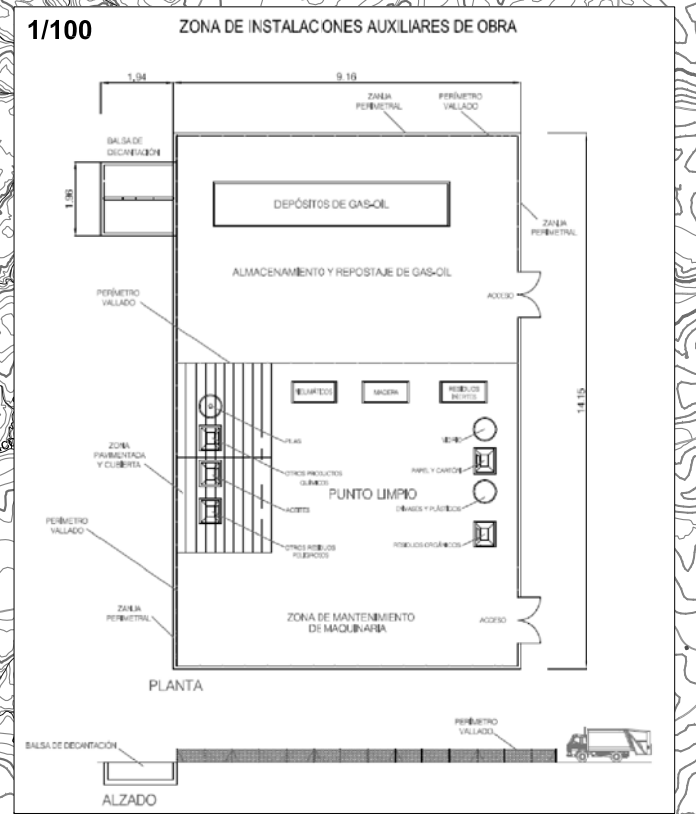 1/100
ZONA DE INSTALACIONES AUXILIARES DE OBRA
1.94
9.16
ZANJA
PERIMETRAL
PERÍMETRO
VALLADO
BALSA DE
DECANTACIÓN
1.96
DEPÓSITOS DE GAS-OIL
ZANJA
PERIMETRAL
ALMACENAMIENTO Y REPOSTAJE DE GAS-OIL
ACCESO
PERÍMETRO
VALLADO
14.15
NEUMÁTICOS
MADERA
RESIDUOS
INERTES
PILAS
VIDRIO
ZONA
PAVIMENTADA
Y CUBIERTA
OTROS PRODUCTOS
QUÍMICOS
PAPEL Y CARTÓN
PUNTO LIMPIO
ACEITES
ENVASES Y PLÁSTICOS
PERÍMETRO
VALLADO
OTROS RESIDUOS
PELIGROSOS
RESIDUOS ORGÁNICOS
ZANJA
PERIMETRAL
ZONA DE MANTENIMIENTO
DE MAQUINARIA
ACCESO
PLANTA
PERÍMETRO
VALLADO
BALSA DE DECANTACIÓN
ALZADO